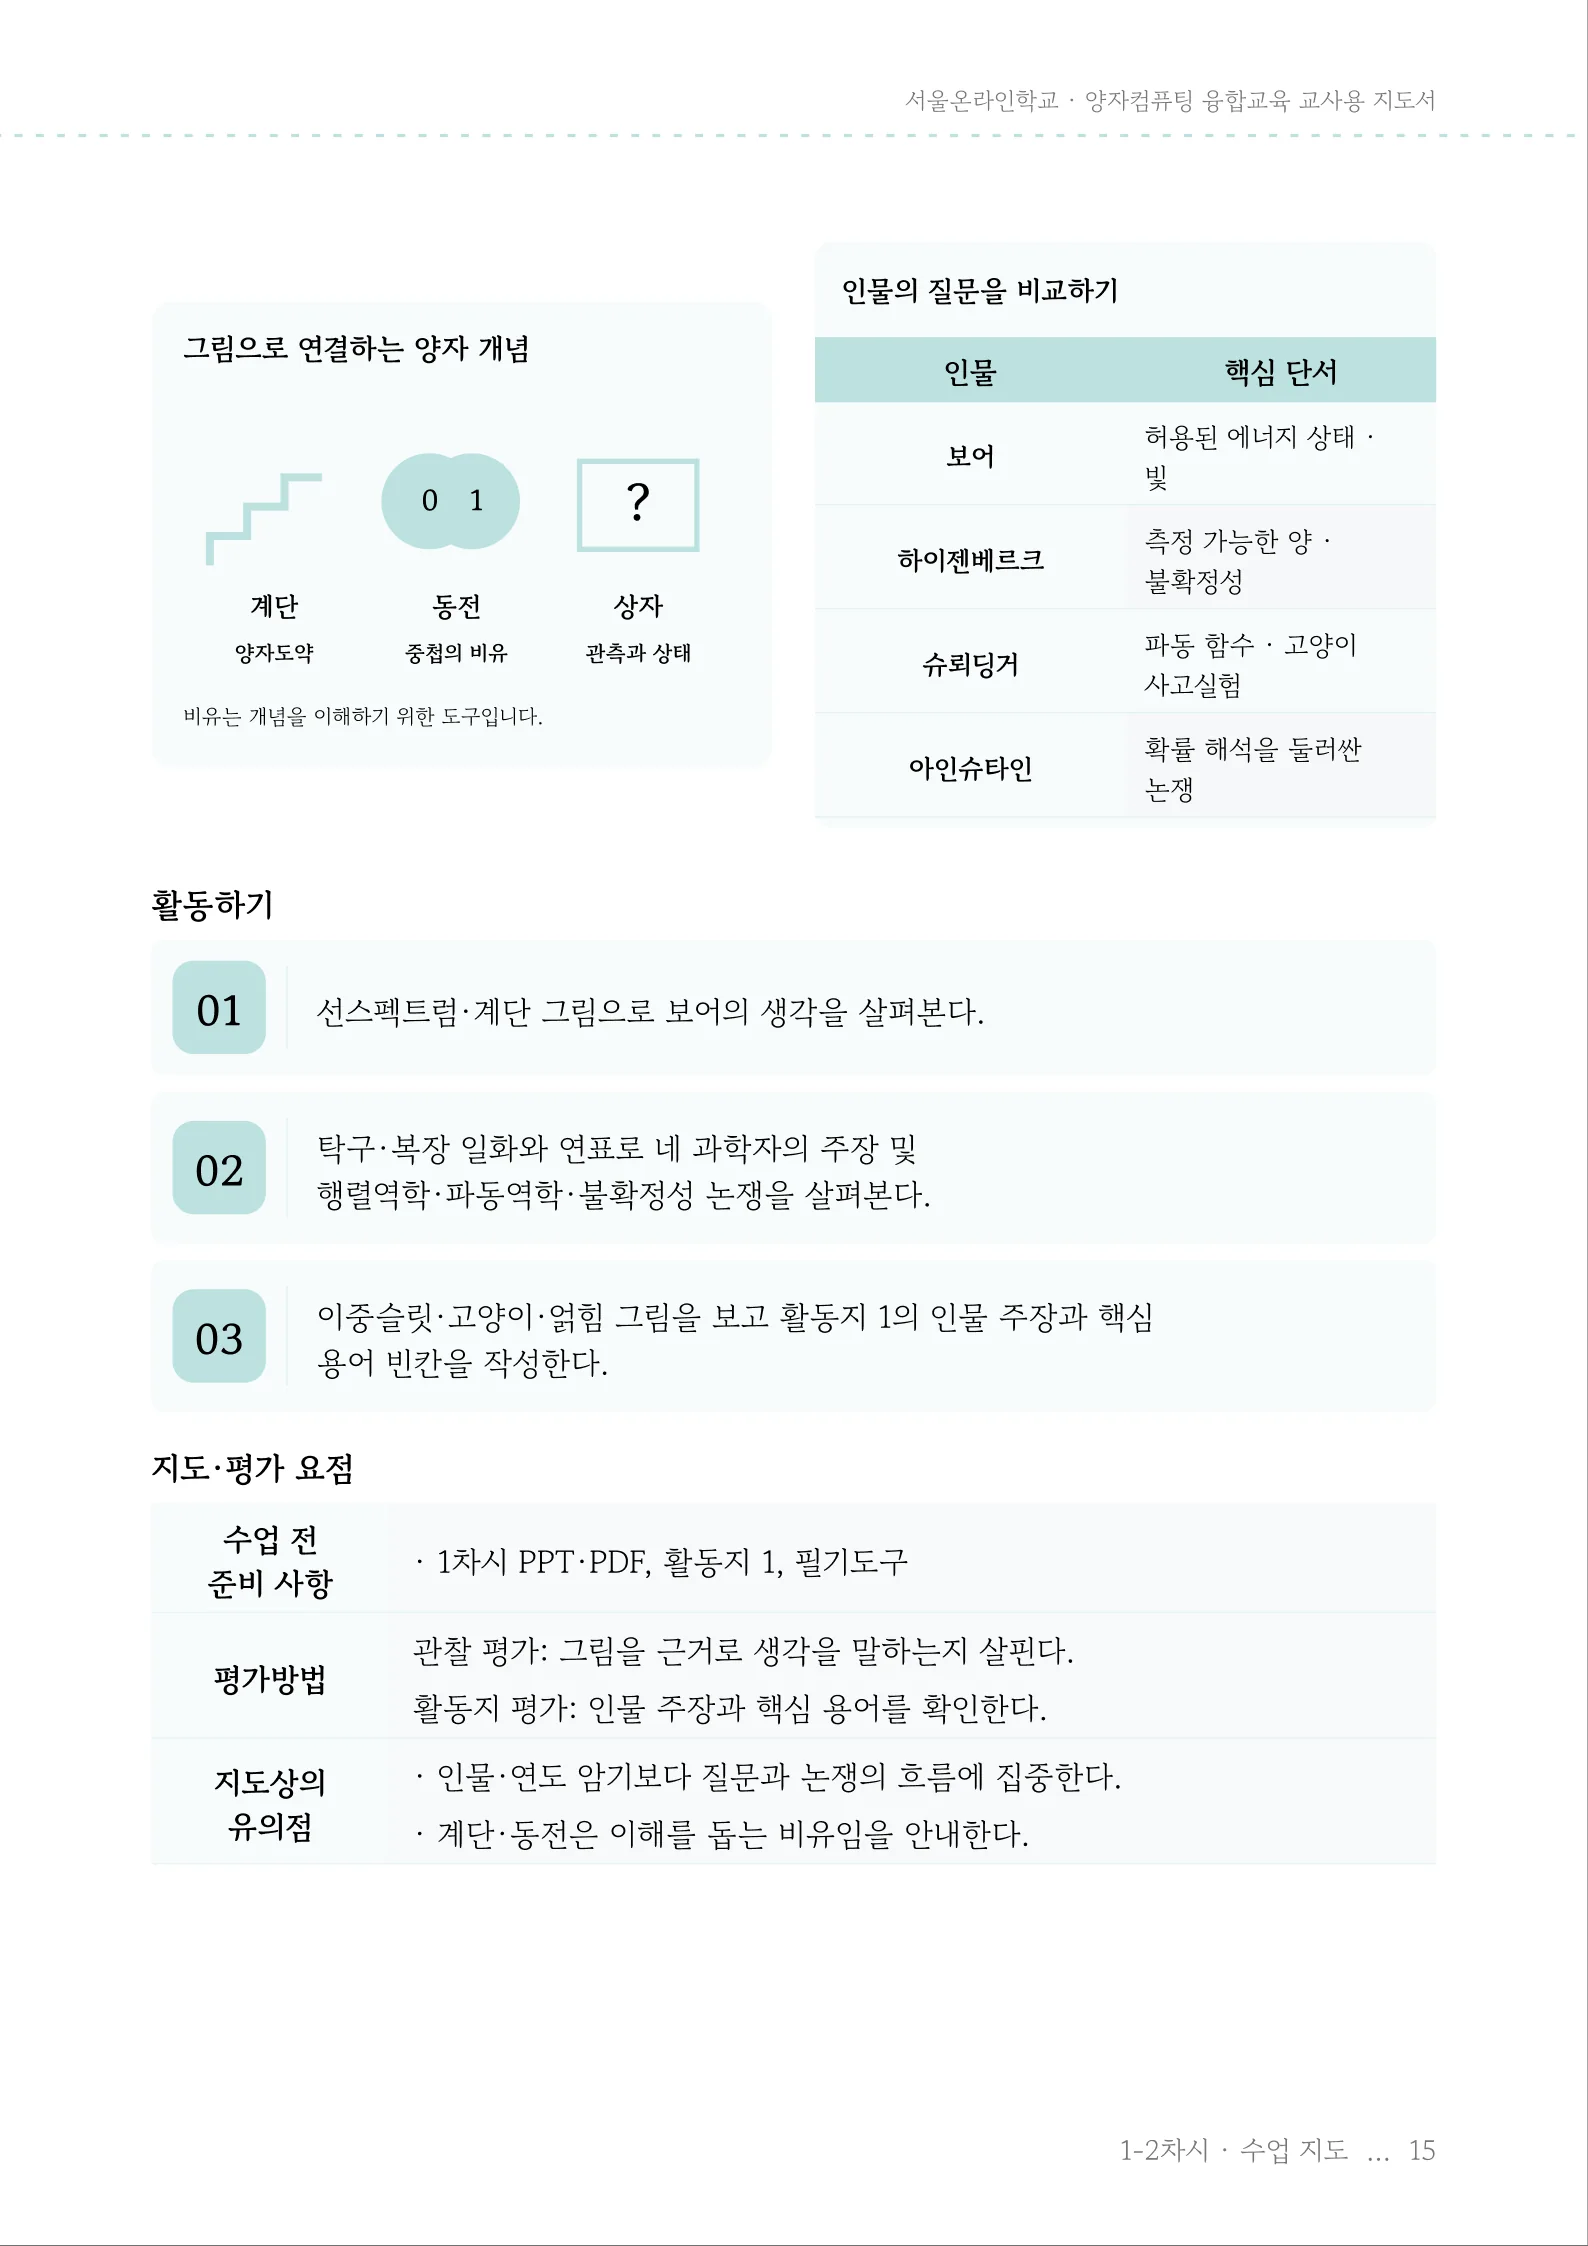 서울온라인학교 · 양자컴퓨팅 융합교육 교사용 지도서
그림으로 연결하는 양자 개념
0 1
?
계단
동전
상자
양자도약
중첩의 비유
관측과 상태
비유는 개념을 이해하기 위한 도구입니다.
인물의 질문을 비교하기
인물
핵심 단서
보어
허용된 에너지 상태 ·
빛
하이젠베르크
측정 가능한 양 ·
불확정성
슈뢰딩거
파동 함수 · 고양이
사고실험
아인슈타인
확률 해석을 둘러싼
논쟁
활동하기
01
선스펙트럼·계단 그림으로 보어의 생각을 살펴본다.
02
탁구·복장 일화와 연표로 네 과학자의 주장 및
행렬역학·파동역학·불확정성 논쟁을 살펴본다.
03
이중슬릿·고양이·얽힘 그림을 보고 활동지 1의 인물 주장과 핵심
용어 빈칸을 작성한다.
지도·평가 요점
수업 전
준비 사항
· 1차시 PPT·PDF, 활동지 1, 필기도구
평가방법
관찰 평가: 그림을 근거로 생각을 말하는지 살핀다.
활동지 평가: 인물 주장과 핵심 용어를 확인한다.
지도상의
유의점
· 인물·연도 암기보다 질문과 논쟁의 흐름에 집중한다.
· 계단·동전은 이해를 돕는 비유임을 안내한다.
1-2차시 · 수업 지도 ... 15